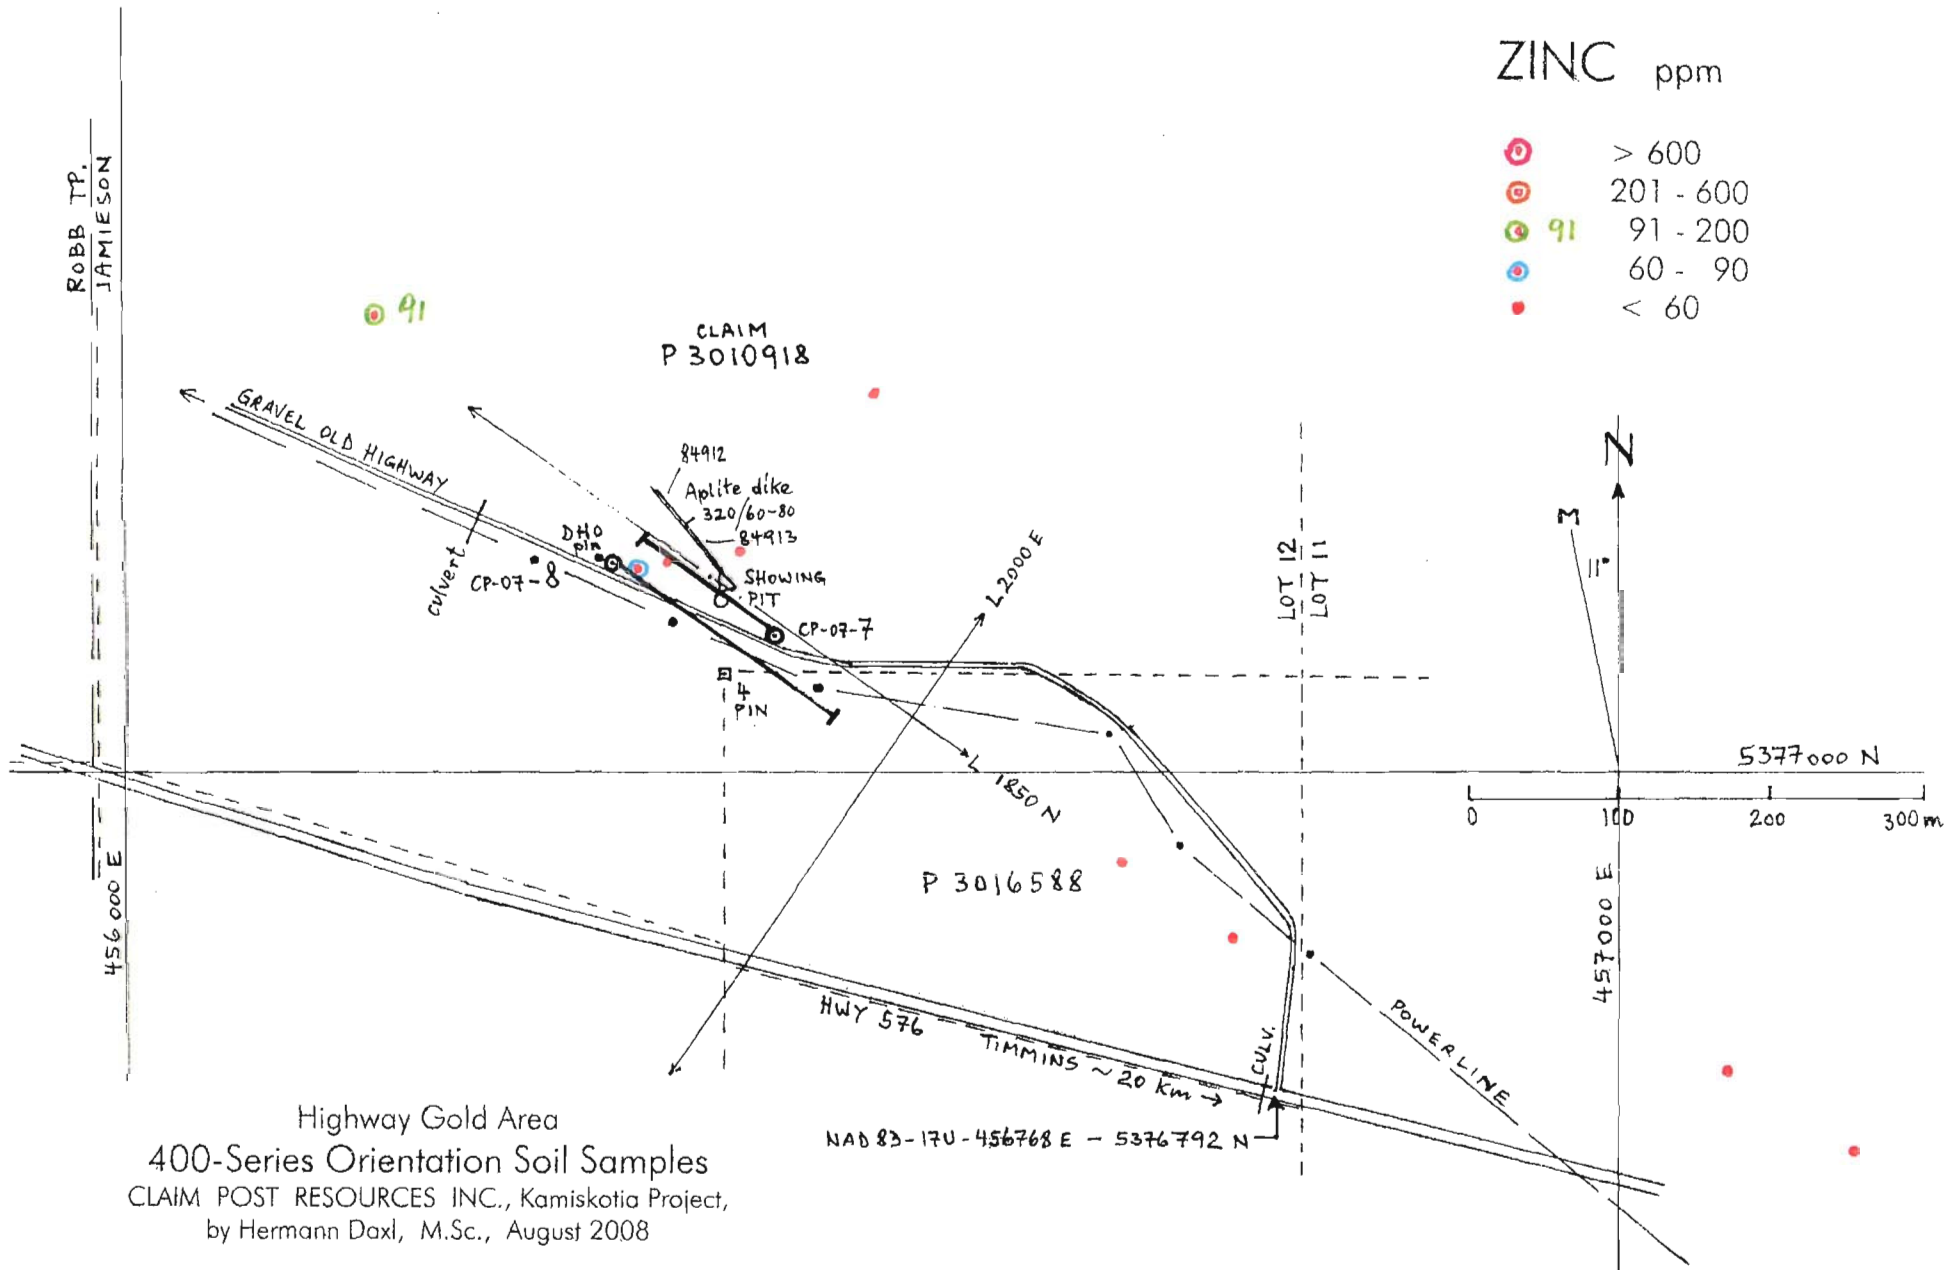 ZINC ppm
> 600
201 - 600
91 91 - 200
60 - 90
< 60
ROBB TP.
JAMIESON
91
CLAIM
P 3010918
GRAVEL OLD HIGHWAY
84912
Aplite dike
320/60-80
84913
DHO
pin
culvert
CP-07-8
SHOWING
PIT
CP-07-7
4
PIN
L 2000 E
L 1850 N
LOT 12
LOT 11
N
M
11°
5377000 N
0 100 200 300m
456000 E
457000 E
P 3016588
HWY 576
TIMMINS ~ 20 km →
CULV.
POWERLINE
NAD 83-17U-456768 E - 5376792 N
Highway Gold Area
400-Series Orientation Soil Samples
CLAIM POST RESOURCES INC., Kamiskotia Project,
by Hermann Daxl, M.Sc., August 2008